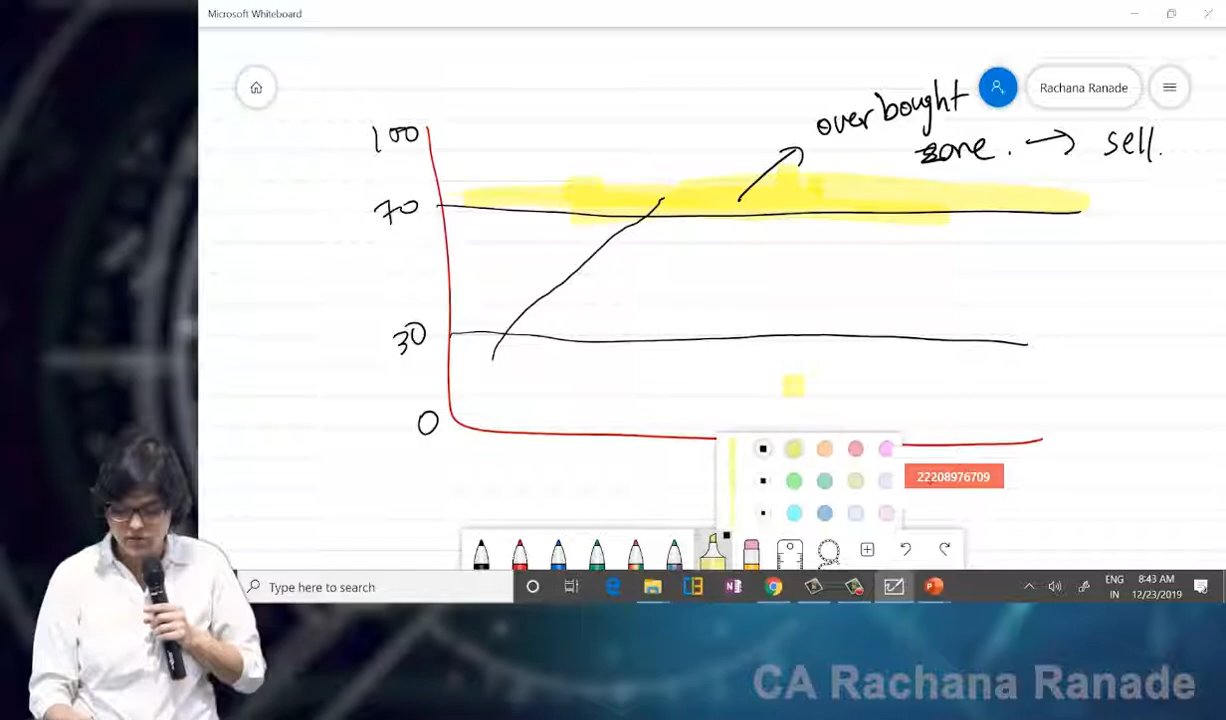 Microsoft Whiteboard
Rachana Ranade
overbought
zone. → sell.
100
70
30
0
22208976709
Type here to search
ENG
IN
8:43 AM
12/23/2019
CA Rachana Ranade